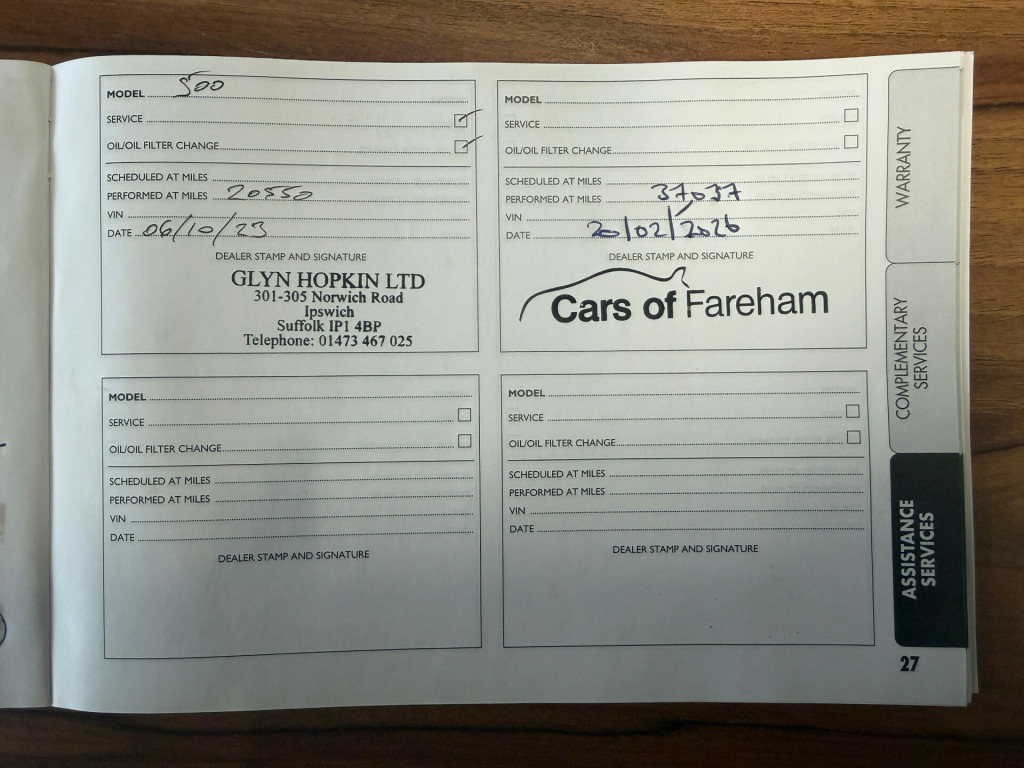 MODEL 500
SERVICE
OIL/OIL FILTER CHANGE
SCHEDULED AT MILES
PERFORMED AT MILES 20550
VIN
DATE 06/10/23
DEALER STAMP AND SIGNATURE
GLYN HOPKIN LTD
301-305 Norwich Road
Ipswich
Suffolk IP1 4BP
Telephone: 01473 467 025
MODEL
SERVICE
OIL/OIL FILTER CHANGE
SCHEDULED AT MILES
PERFORMED AT MILES 37037
VIN
DATE 20/02/2026
DEALER STAMP AND SIGNATURE
Cars of Fareham
MODEL
SERVICE
OIL/OIL FILTER CHANGE
SCHEDULED AT MILES
PERFORMED AT MILES
VIN
DATE
DEALER STAMP AND SIGNATURE
MODEL
SERVICE
OIL/OIL FILTER CHANGE
SCHEDULED AT MILES
PERFORMED AT MILES
VIN
DATE
DEALER STAMP AND SIGNATURE
WARRANTY
COMPLEMENTARY
SERVICES
ASSISTANCE
SERVICES
27